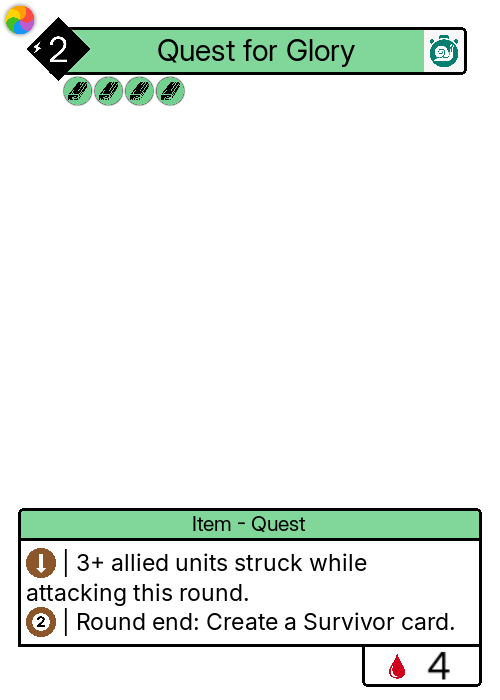 2 Quest for Glory
Item - Quest
| 3+ allied units struck while
attacking this round.
2 | Round end: Create a Survivor card.
4